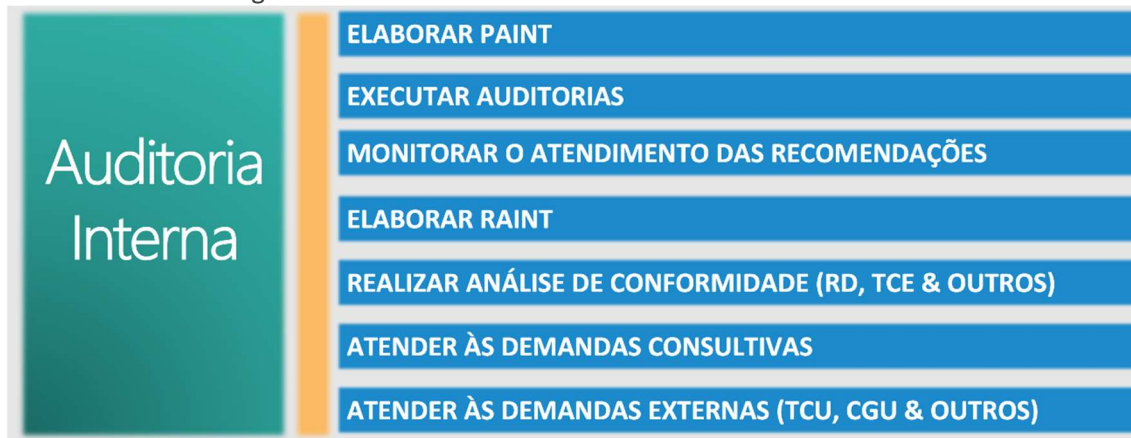 Auditoria
Interna
ELABORAR PAINT
EXECUTAR AUDITORIAS
MONITORAR O ATENDIMENTO DAS RECOMENDAÇÕES
ELABORAR RAINT
REALIZAR ANÁLISE DE CONFORMIDADE (RD, TCE & OUTROS)
ATENDER ÀS DEMANDAS CONSULTIVAS
ATENDER ÀS DEMANDAS EXTERNAS (TCU, CGU & OUTROS)